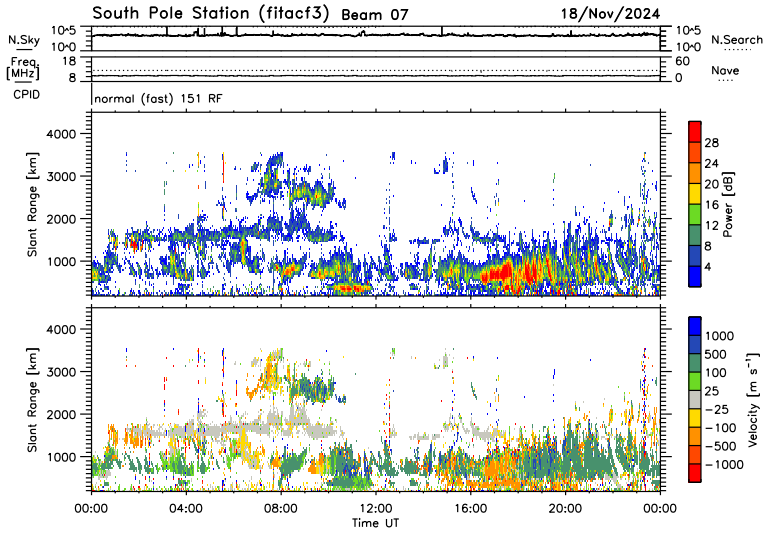 South Pole Station (fitacf3) Beam 07 18/Nov/2024
N.Sky 10^5 10^0 10^5 10^0 N.Search
Freq. [MHz] 18 8 60 0 Nave
CPID normal (fast) 151 RF
Slant Range [km] 4000 3000 2000 1000
Power [dB] 28 24 20 16 12 8 4
Slant Range [km] 4000 3000 2000 1000
Velocity [m s^-1] 1000 500 100 25 -25 -100 -500 -1000
00:00 04:00 08:00 12:00 16:00 20:00 00:00
Time UT